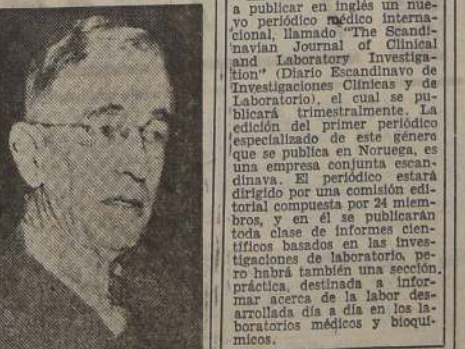 a publicar en inglés un nue-
vo periódico médico interna-
cional, llamado "The Scandi-
navian Journal of Clinical
and Laboratory Investiga-
tion" (Diario Escandinavo de
Investigaciones Clínicas y de
Laboratorio), el cual se pu-
blicará trimestralmente. La
edición del primer periódico
especializado de este género
que se publica en Noruega, es
una empresa conjunta escan-
dinava. El periódico estará
dirigido por una comisión edi-
torial compuesta por 24 miem-
bros, y en él se publicarán
toda clase de informes cien-
tíficos basados en las inves-
tigaciones de laboratorio, pe-
ro habrá también una sección
práctica, destinada a infor-
mar acerca de la labor des-
arrollada día a día en los la-
boratorios médicos y bioquí-
micos.